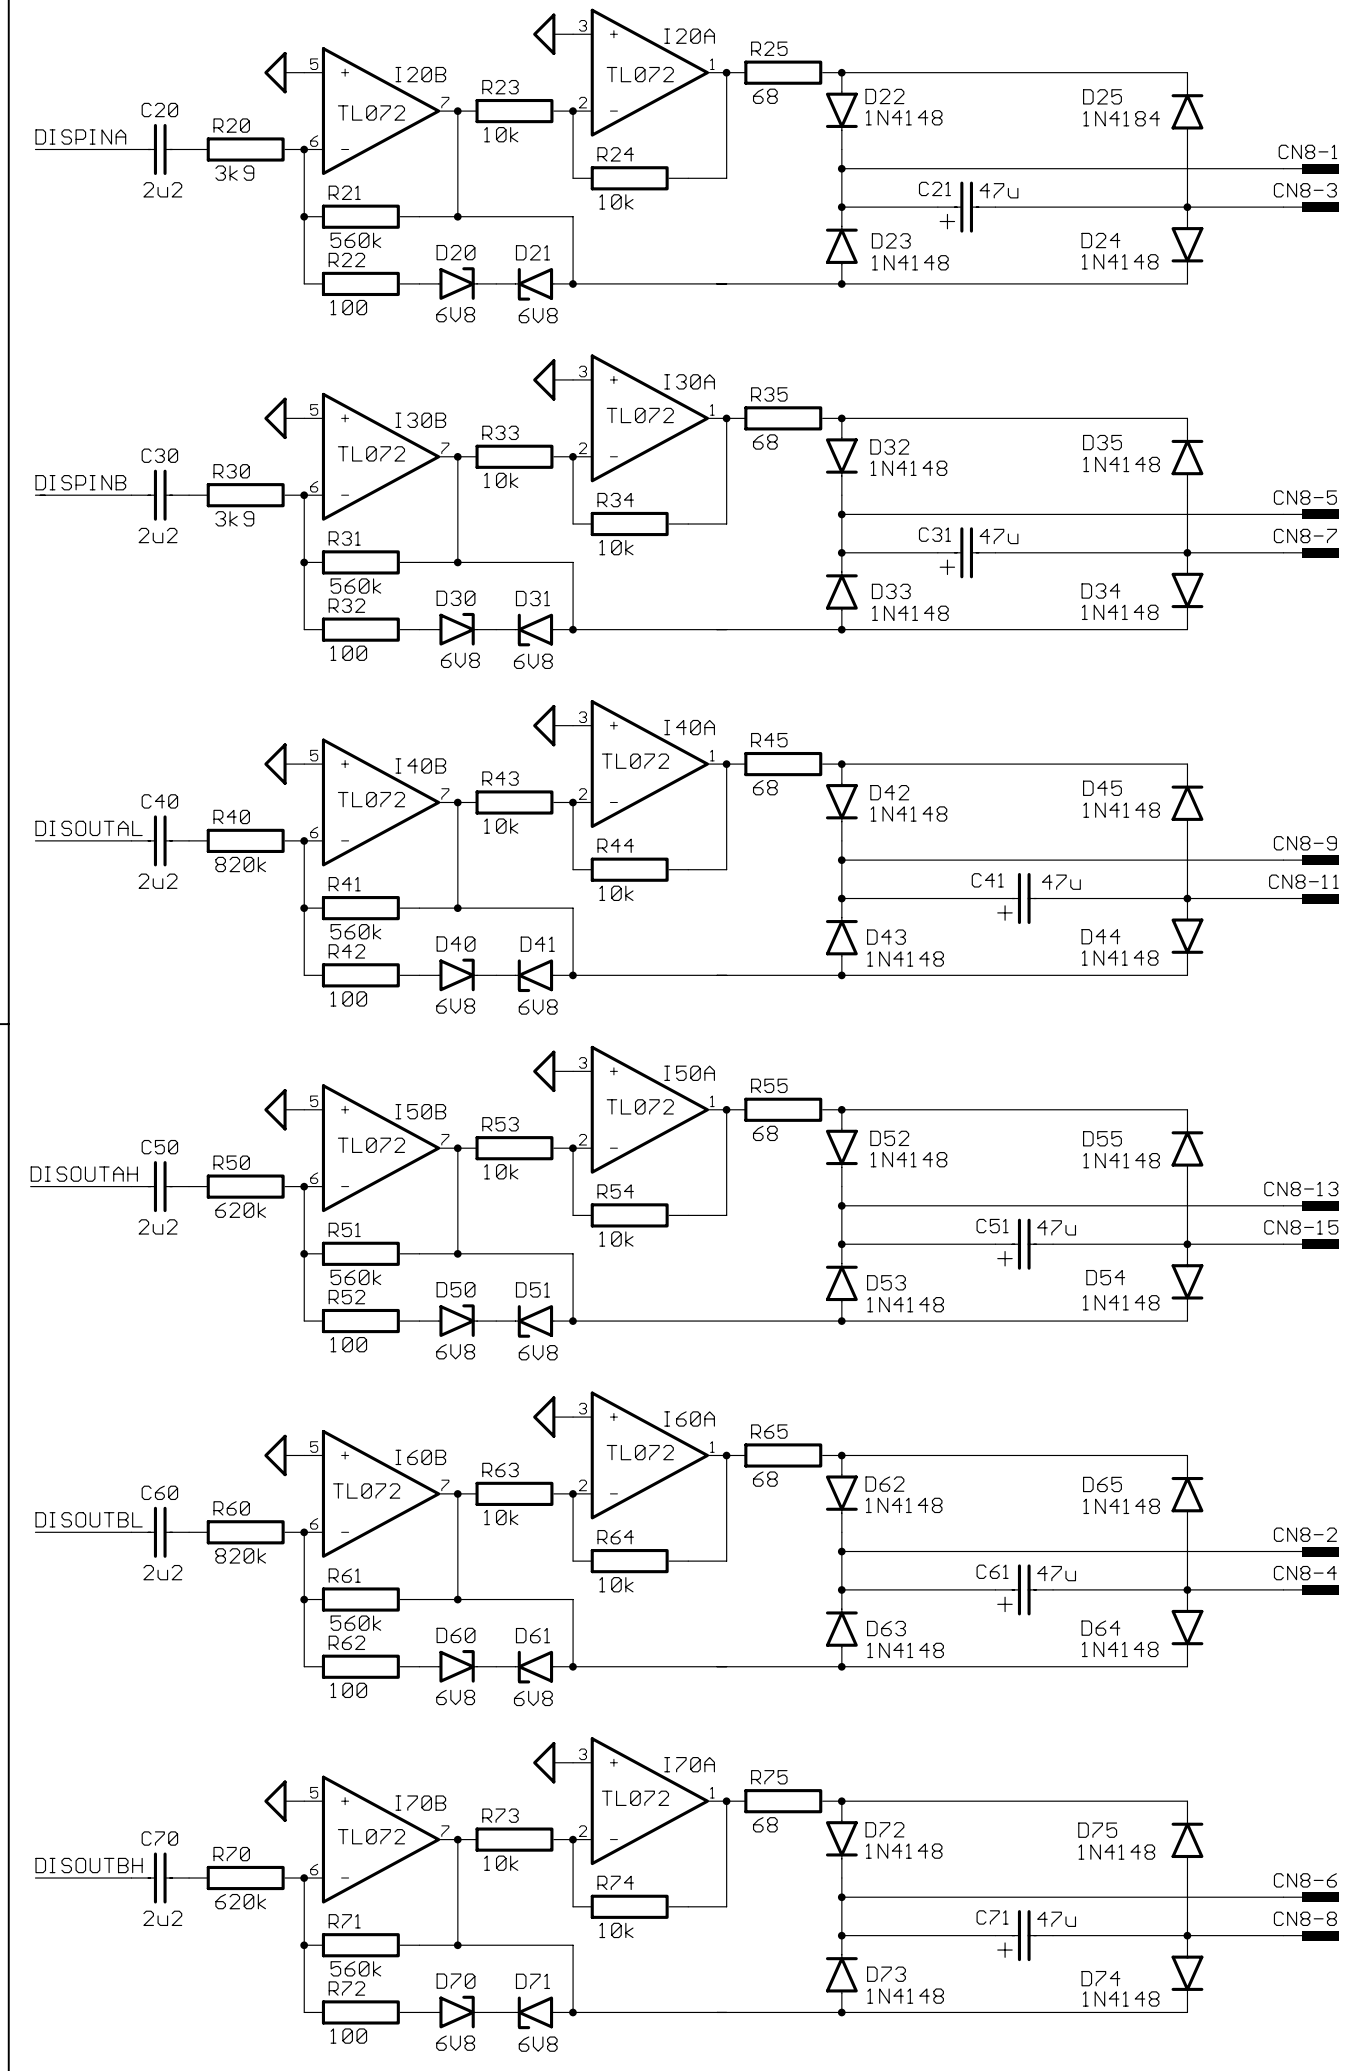 3
+
I20A
TL072
1
−
2
R25
68
5
+
I20B
TL072
7
6
−
R23
10k
R24
10k
D22
1N4148
D25
1N4184
C20
2u2
DISPINA
R20
3k9
R21
560k
R22
100
D20
6V8
D21
6V8
C21
47u
+
D23
1N4148
D24
1N4148
CN8-1
CN8-3
3
+
I30A
TL072
1
−
2
R35
68
5
+
I30B
TL072
7
6
−
R33
10k
R34
10k
D32
1N4148
D35
1N4148
C30
2u2
DISPINB
R30
3k9
R31
560k
R32
100
D30
6V8
D31
6V8
C31
47u
+
D33
1N4148
D34
1N4148
CN8-5
CN8-7
3
+
I40A
TL072
1
−
2
R45
68
5
+
I40B
TL072
7
6
−
R43
10k
R44
10k
D42
1N4148
D45
1N4148
C40
2u2
DISOUTAL
R40
820k
R41
560k
R42
100
D40
6V8
D41
6V8
C41
47u
+
D43
1N4148
D44
1N4148
CN8-9
CN8-11
3
+
I50A
TL072
1
−
2
R55
68
5
+
I50B
TL072
7
6
−
R53
10k
R54
10k
D52
1N4148
D55
1N4148
C50
2u2
DISOUTAH
R50
620k
R51
560k
R52
100
D50
6V8
D51
6V8
C51
47u
+
D53
1N4148
D54
1N4148
CN8-13
CN8-15
3
+
I60A
TL072
1
−
2
R65
68
5
+
I60B
TL072
7
6
−
R63
10k
R64
10k
D62
1N4148
D65
1N4148
C60
2u2
DISOUTBL
R60
820k
R61
560k
R62
100
D60
6V8
D61
6V8
C61
47u
+
D63
1N4148
D64
1N4148
CN8-2
CN8-4
3
+
I70A
TL072
1
−
2
R75
68
5
+
I70B
TL072
7
6
−
R73
10k
R74
10k
D72
1N4148
D75
1N4148
C70
2u2
DISOUTBH
R70
620k
R71
560k
R72
100
D70
6V8
D71
6V8
C71
47u
+
D73
1N4148
D74
1N4148
CN8-6
CN8-8